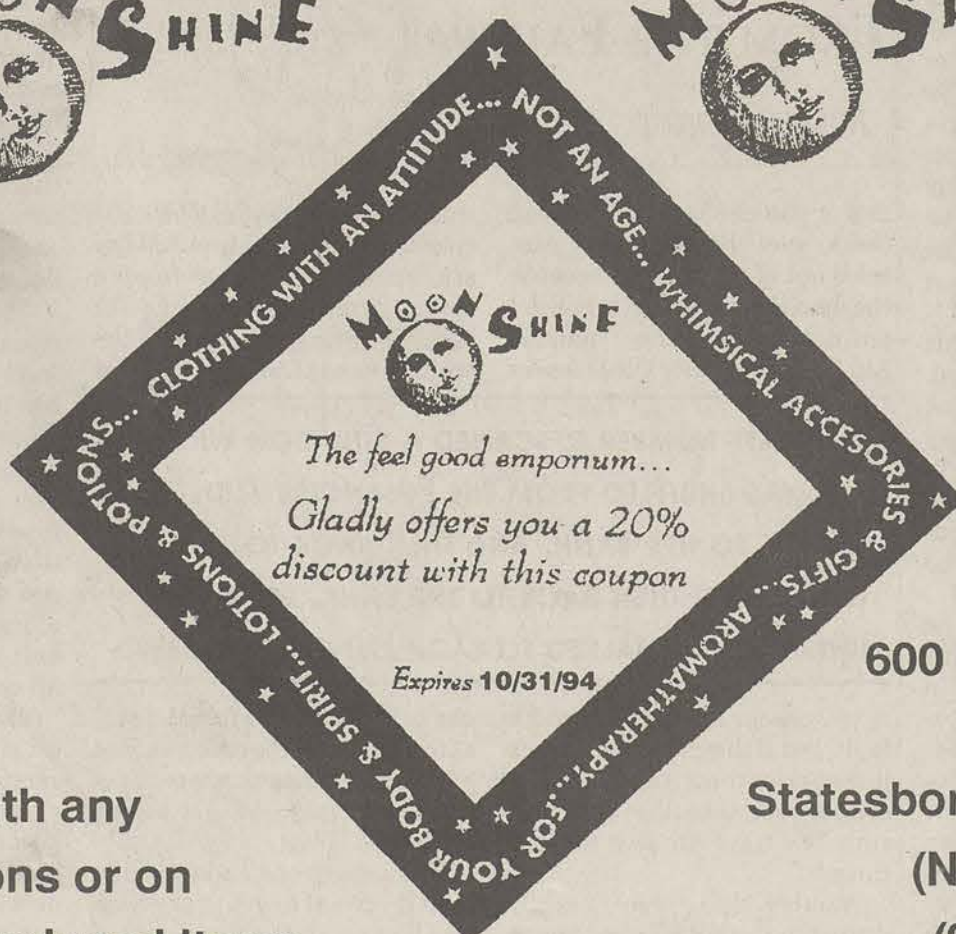 MOON SHINE
SHINE
CLOTHING WITH AN ATTITUDE... NOT AN AGE... WHIMSICAL ACCESORIES & GIFTS... AROMATHERAPY...FOR YOUR BODY & SPIRIT... LOTIONS & POTIONS...
MOON SHINE
The feel good emporium...
Gladly offers you a 20%
discount with this coupon
Expires 10/31/94
600
th any
ons or on
Statesbor
(N